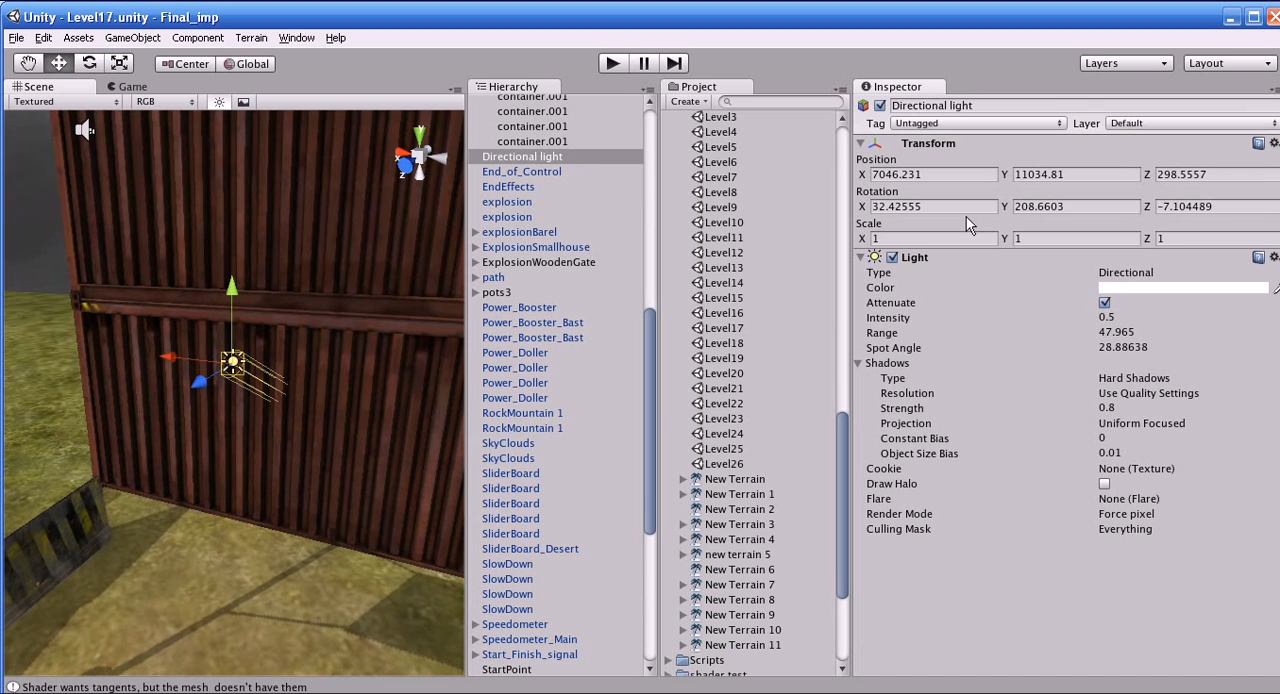 Unity - Level17.unity - Final_imp
File Edit Assets GameObject Component Terrain Window Help
Center Global Layers Layout
Scene Game
Textured RGB
y
x
z
Hierarchy
container.001
container.001
container.001
container.001
Directional light
End_of_Control
EndEffects
explosion
explosion
explosionBarel
ExplosionSmallhouse
ExplosionWoodenGate
path
pots3
Power_Booster
Power_Booster_Bast
Power_Booster_Bast
Power_Doller
Power_Doller
Power_Doller
Power_Doller
RockMountain 1
RockMountain 1
SkyClouds
SkyClouds
SliderBoard
SliderBoard
SliderBoard
SliderBoard
SliderBoard
SliderBoard_Desert
SlowDown
SlowDown
SlowDown
SlowDown
Speedometer
Speedometer_Main
Start_Finish_signal
StartPoint
Project
Create
Level3
Level4
Level5
Level6
Level7
Level8
Level9
Level10
Level11
Level12
Level13
Level14
Level15
Level16
Level17
Level18
Level19
Level20
Level21
Level22
Level23
Level24
Level25
Level26
New Terrain
New Terrain 1
New Terrain 2
New Terrain 3
New Terrain 4
new terrain 5
New Terrain 6
New Terrain 7
New Terrain 8
New Terrain 9
New Terrain 10
New Terrain 11
Scripts
shader test
Inspector
Directional light
Tag Untagged Layer Default
Transform
Position
X 7046.231 Y 11034.81 Z 298.5557
Rotation
X 32.42555 Y 208.6603 Z -7.104489
Scale
X 1 Y 1 Z 1
Light
Type Directional
Color
Attenuate
Intensity 0.5
Range 47.965
Spot Angle 28.88638
Shadows
Type Hard Shadows
Resolution Use Quality Settings
Strength 0.8
Projection Uniform Focused
Constant Bias 0
Object Size Bias 0.01
Cookie None (Texture)
Draw Halo
Flare None (Flare)
Render Mode Force pixel
Culling Mask Everything
Shader wants tangents, but the mesh doesn't have them